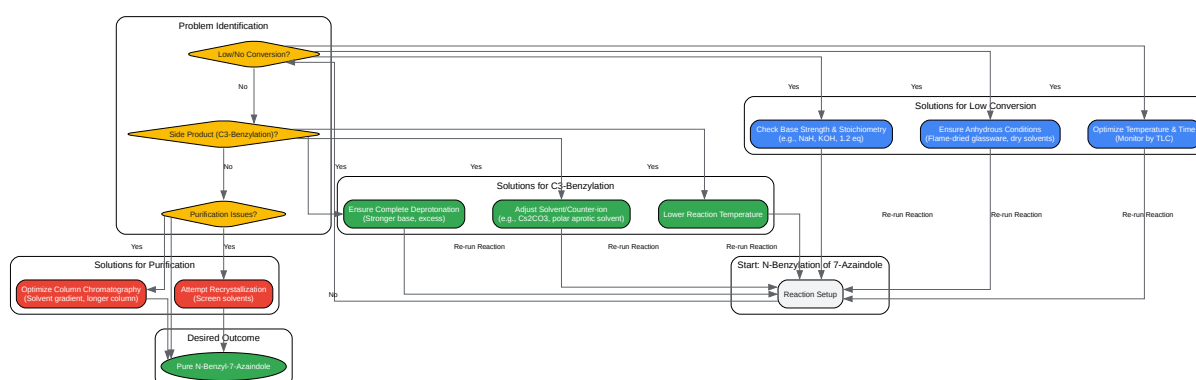 Problem Identification
Low/No Conversion?
No
Yes
Yes
Yes
Solutions for Low Conversion
Side Product (C3-Benzylation)?
Check Base Strength & Stoichiometry
(e.g., NaH, KOH, 1.2 eq)
Ensure Anhydrous Conditions
(Flame-dried glassware, dry solvents)
Optimize Temperature & Time
(Monitor by TLC)
No
Yes
Yes
Yes
Solutions for C3-Benzylation
Purification Issues?
Ensure Complete Deprotonation
(Stronger base, excess)
Adjust Solvent/Counter-ion
(e.g., Cs2CO3, polar aprotic solvent)
Lower Reaction Temperature
Re-run Reaction
Re-run Reaction
Re-run Reaction
Yes
Yes
Re-run Reaction
Re-run Reaction
Re-run Reaction
Solutions for Purification
Start: N-Benzylation of 7-Azaindole
Optimize Column Chromatography
(Solvent gradient, longer column)
Attempt Recrystallization
(Screen solvents)
No
Reaction Setup
Desired Outcome
Pure N-Benzyl-7-Azaindole